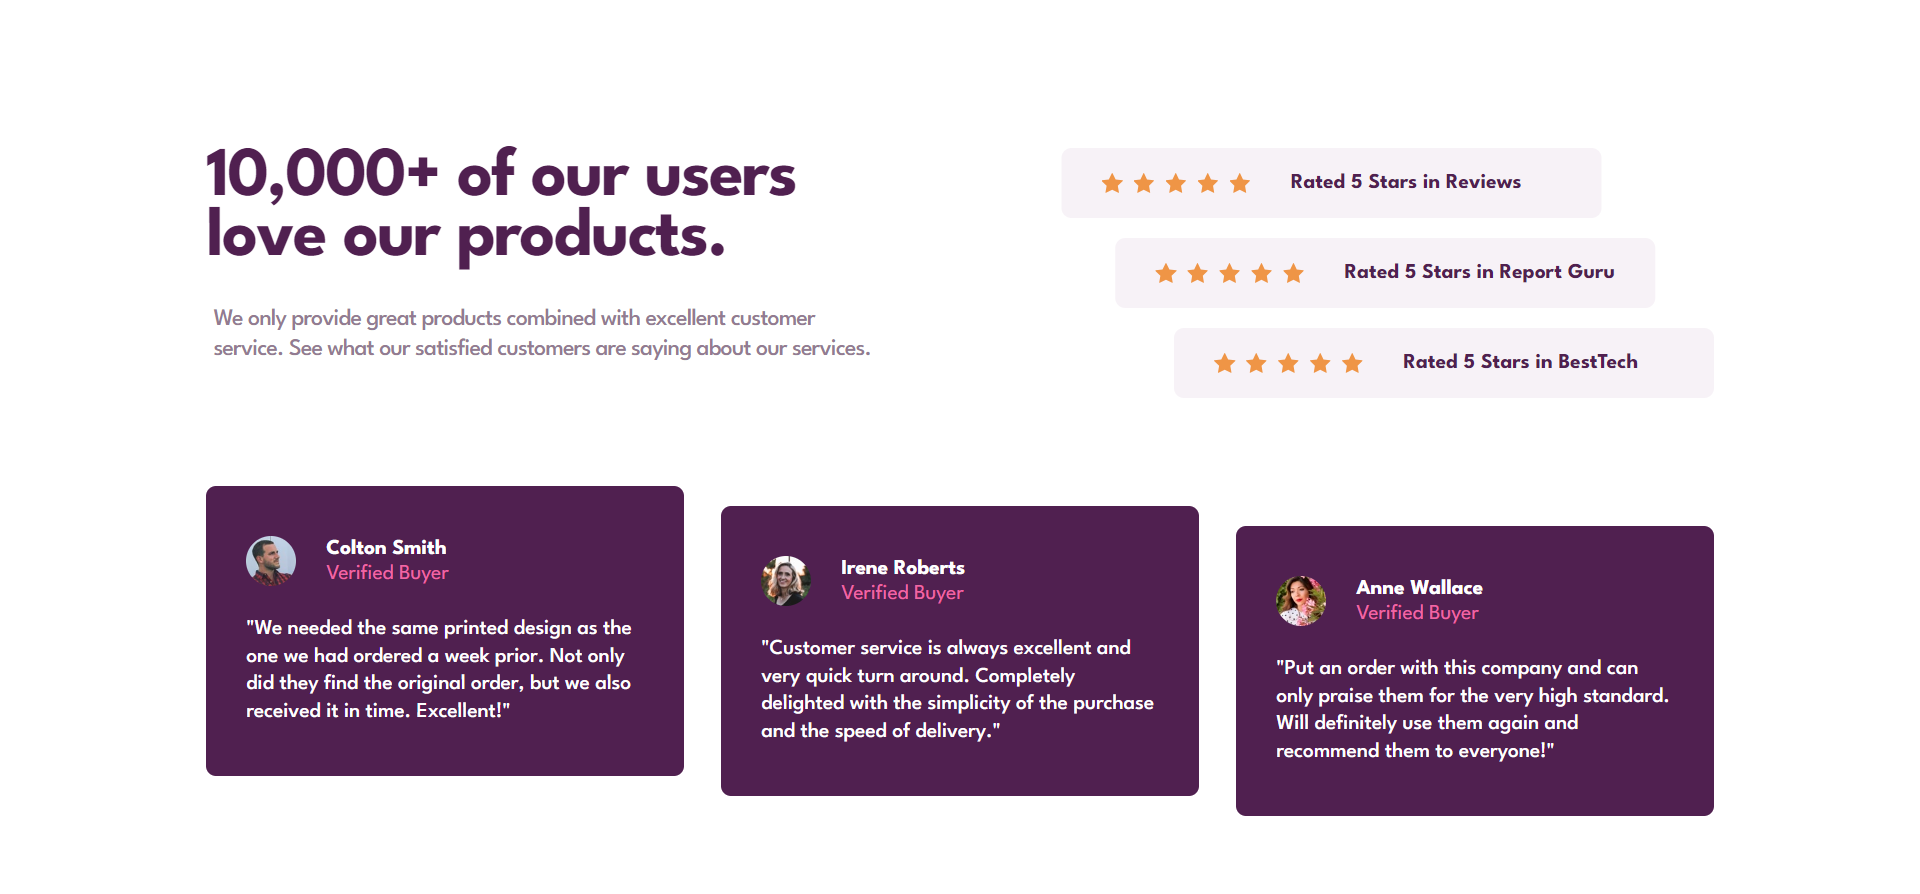 10,000+ of our users
love our products.
We only provide great products combined with excellent customer
service. See what our satisfied customers are saying about our services.
Rated 5 Stars in Reviews
Rated 5 Stars in Report Guru
Rated 5 Stars in BestTech
Colton Smith
Verified Buyer
"We needed the same printed design as the
one we had ordered a week prior. Not only
did they find the original order, but we also
received it in time. Excellent!"
Irene Roberts
Verified Buyer
"Customer service is always excellent and
very quick turn around. Completely
delighted with the simplicity of the purchase
and the speed of delivery."
Anne Wallace
Verified Buyer
"Put an order with this company and can
only praise them for the very high standard.
Will definitely use them again and
recommend them to everyone!"